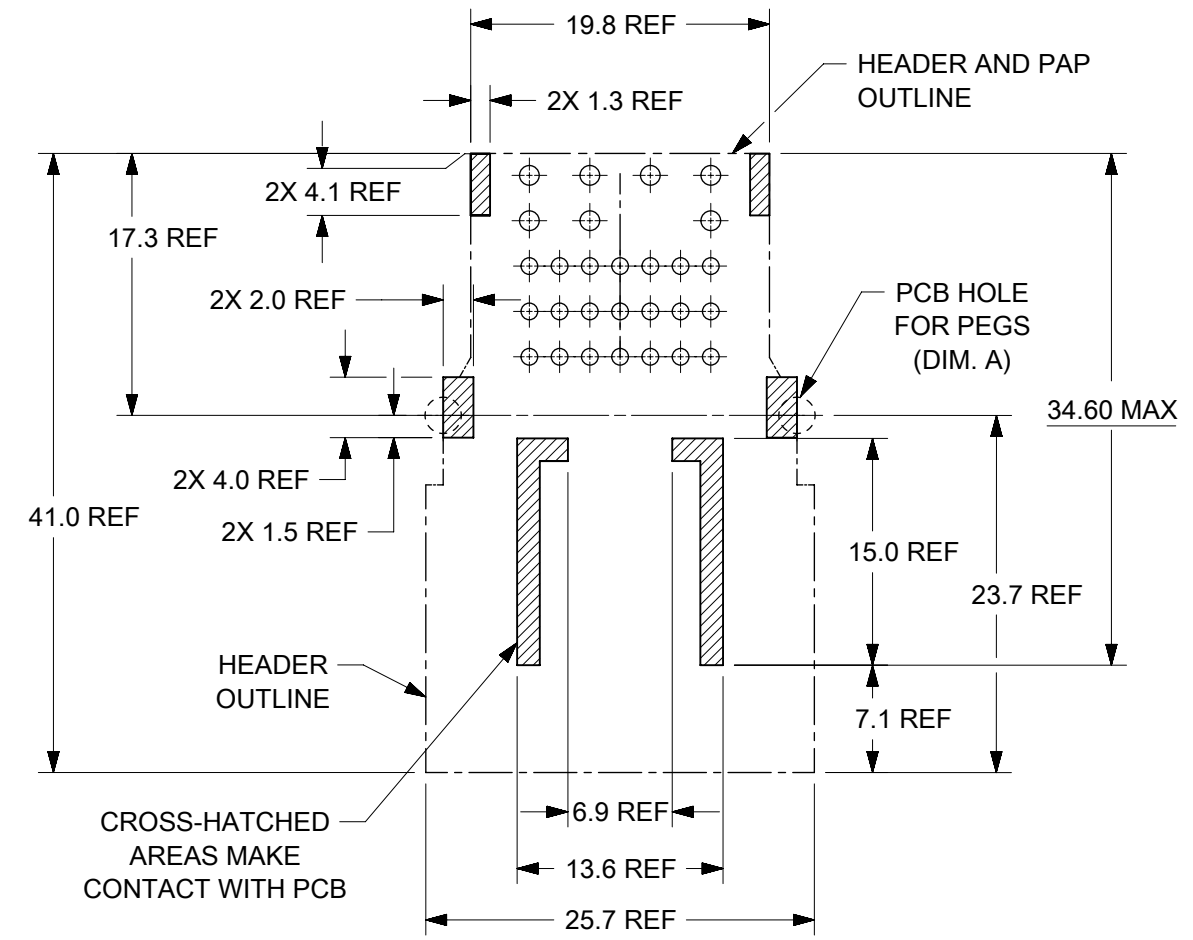 19.8 REF
HEADER AND PAP
OUTLINE
2X 1.3 REF
2X 4.1 REF
17.3 REF
2X 2.0 REF
PCB HOLE
FOR PEGS
(DIM. A)
34.60 MAX
2X 4.0 REF
41.0 REF
2X 1.5 REF
15.0 REF
23.7 REF
HEADER
OUTLINE
7.1 REF
CROSS-HATCHED
AREAS MAKE
CONTACT WITH PCB
6.9 REF
13.6 REF
25.7 REF